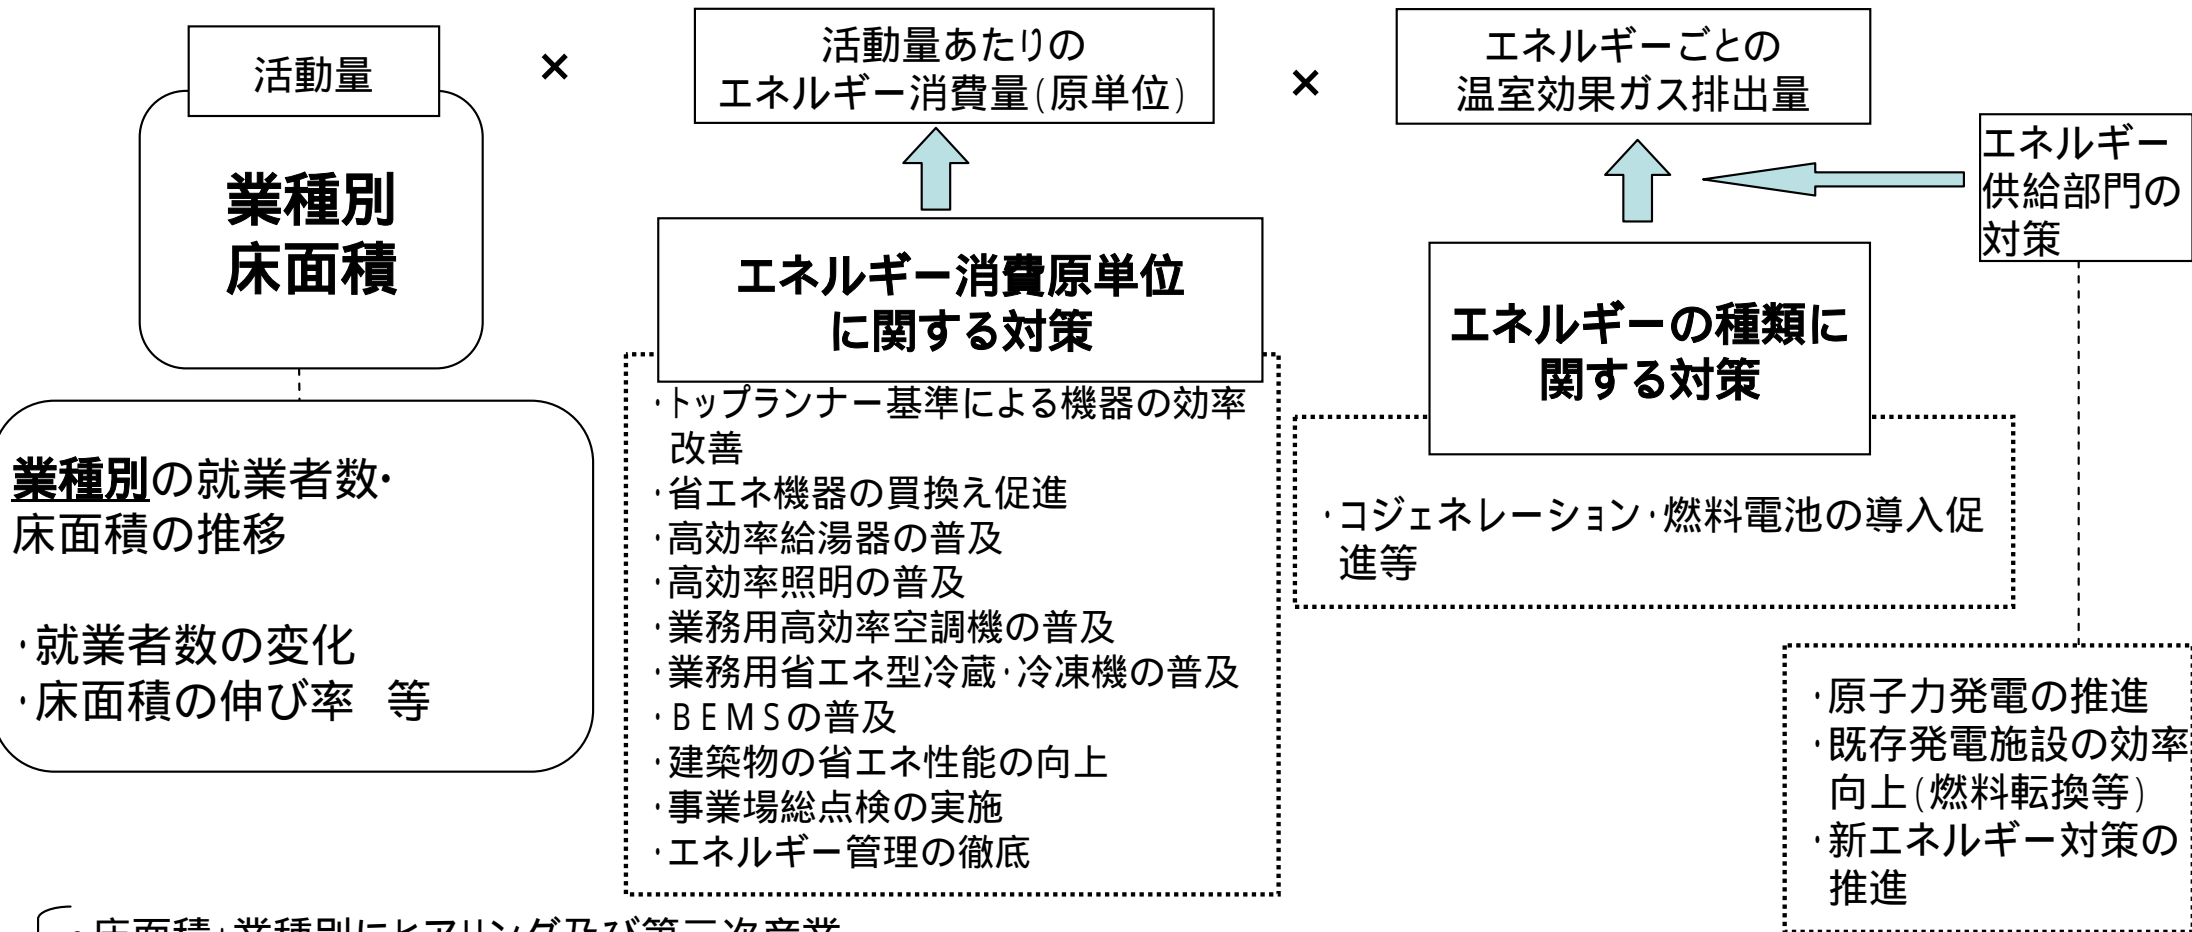 活動量
×
活動量あたりの
エネルギー消費量(原単位)
×
エネルギーごとの
温室効果ガス排出量
エネルギー
供給部門の
対策
業種別
床面積
エネルギー消費原単位
に関する対策
エネルギーの種類に
関する対策
業種別の就業者数・
床面積の推移
・就業者数の変化
・床面積の伸び率 等
・トップランナー基準による機器の効率
改善
・省エネ機器の買換え促進
・高効率給湯器の普及
・高効率照明の普及
・業務用高効率空調機の普及
・業務用省エネ型冷蔵・冷凍機の普及
・BEMSの普及
・建築物の省エネ性能の向上
・事業場総点検の実施
・エネルギー管理の徹底
・コジェネレーション・燃料電池の導入促
進等
・原子力発電の推進
・既存発電施設の効率
向上(燃料転換等)
・新エネルギー対策の
推進